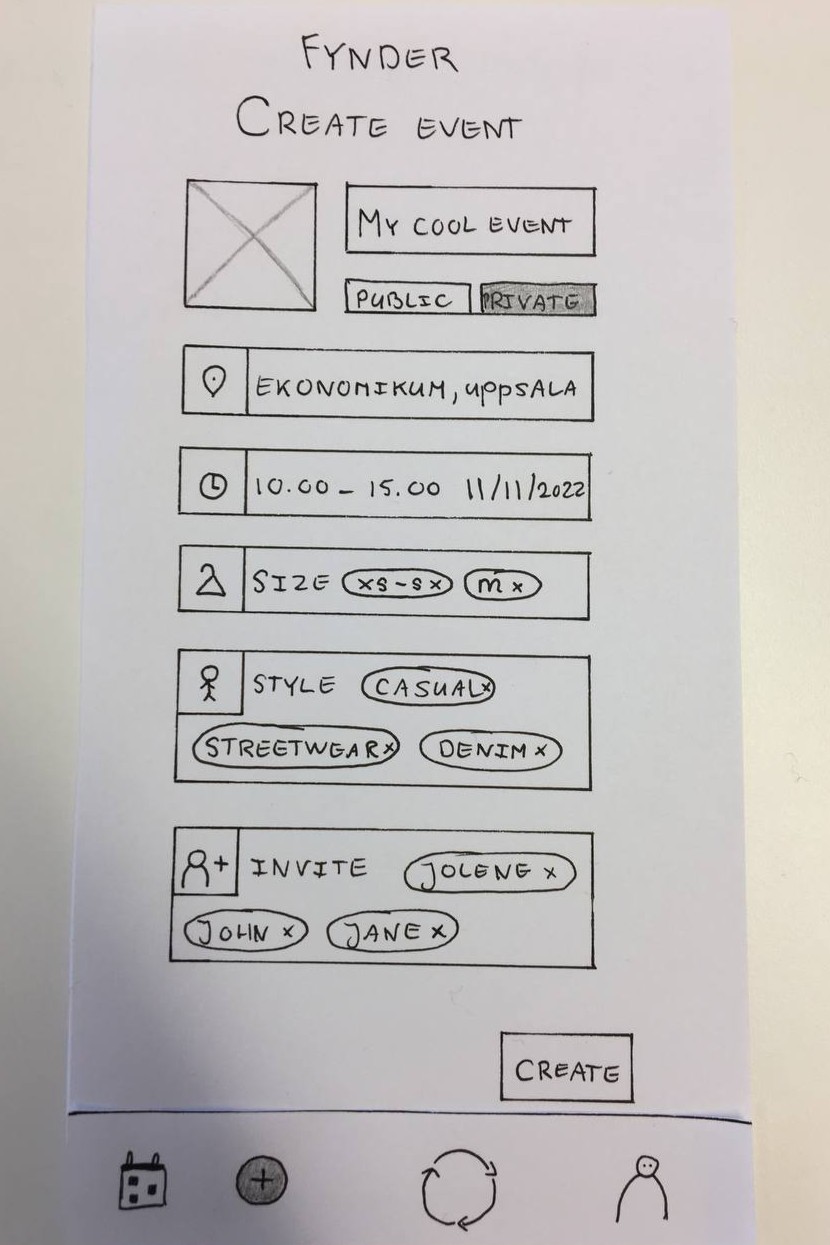 FYNDER
CREATE EVENT
MY COOL EVENT
PUBLIC PRIVATE
EKONOMIKUM, uppSALA
10.00 - 15.00 11/11/2022
SIZE XS-S x M x
STYLE CASUAL x
STREETWEAR x DENIM x
INVITE JOLENE x
JOHN x JANE x
CREATE